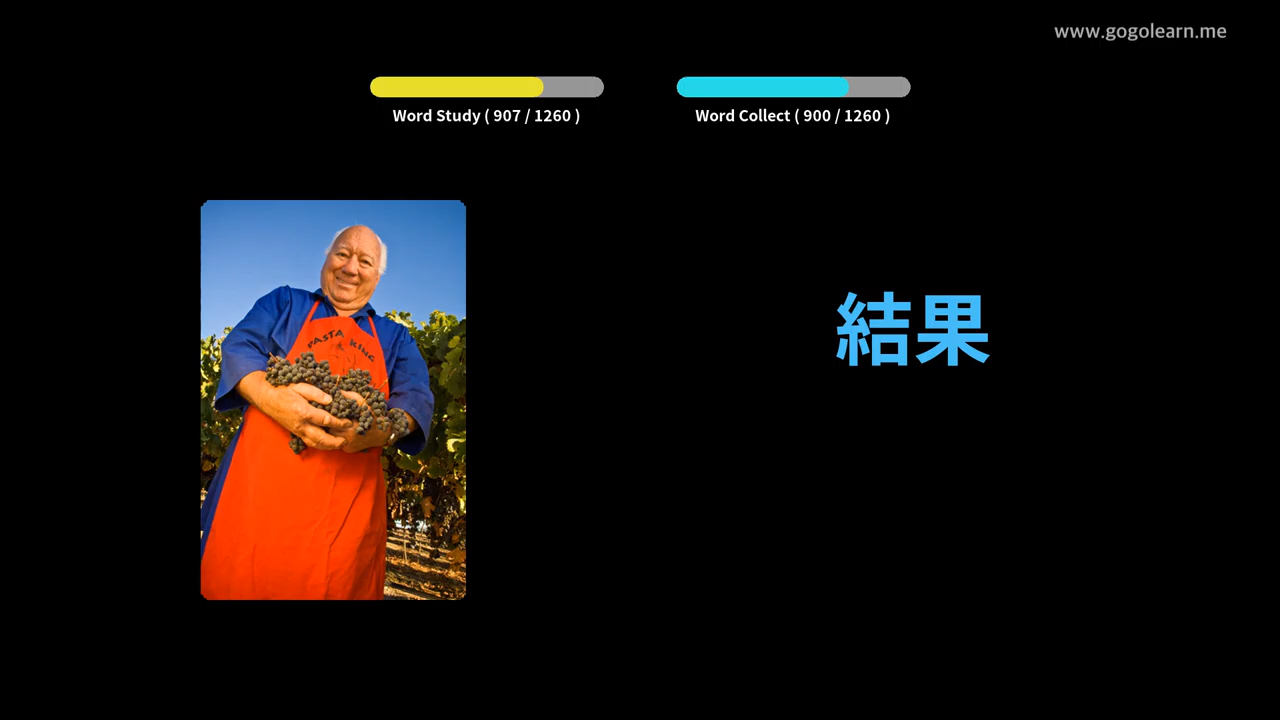 www.gogolearn.me
Word Study ( 907 / 1260 )
Word Collect ( 900 / 1260 )
PASTA KING
結果